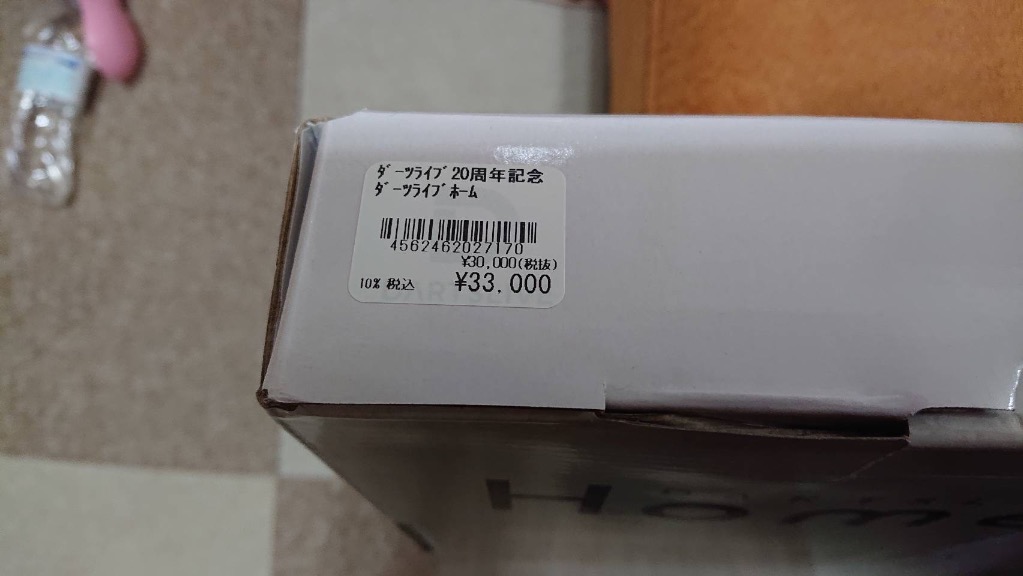 ﾀﾞｰﾂﾗｲﾌﾞ20周年記念
ﾀﾞｰﾂﾗｲﾌﾞﾎｰﾑ
4562462027170
¥30,000(税抜)
10% 税込 ¥33,000
Home